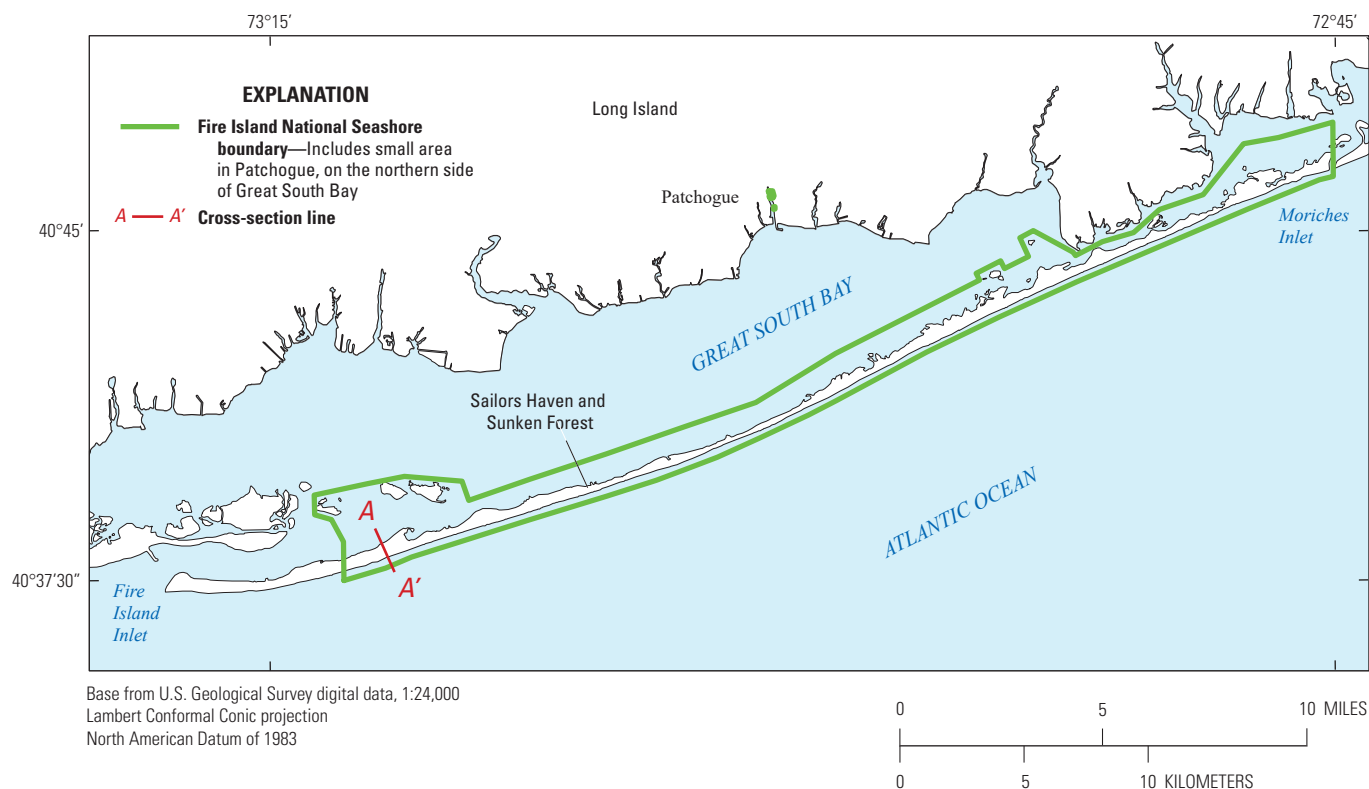 73°15′
72°45′
EXPLANATION
Fire Island National Seashore
boundary—Includes small area
in Patchogue, on the northern side
of Great South Bay
A — A′ Cross-section line
Long Island
Patchogue
40°45′
Moriches
Inlet
GREAT SOUTH BAY
Sailors Haven and
Sunken Forest
ATLANTIC OCEAN
A
A′
40°37′30″
Fire
Island
Inlet
Base from U.S. Geological Survey digital data, 1:24,000
Lambert Conformal Conic projection
North American Datum of 1983
0 5 10 MILES
0 5 10 KILOMETERS